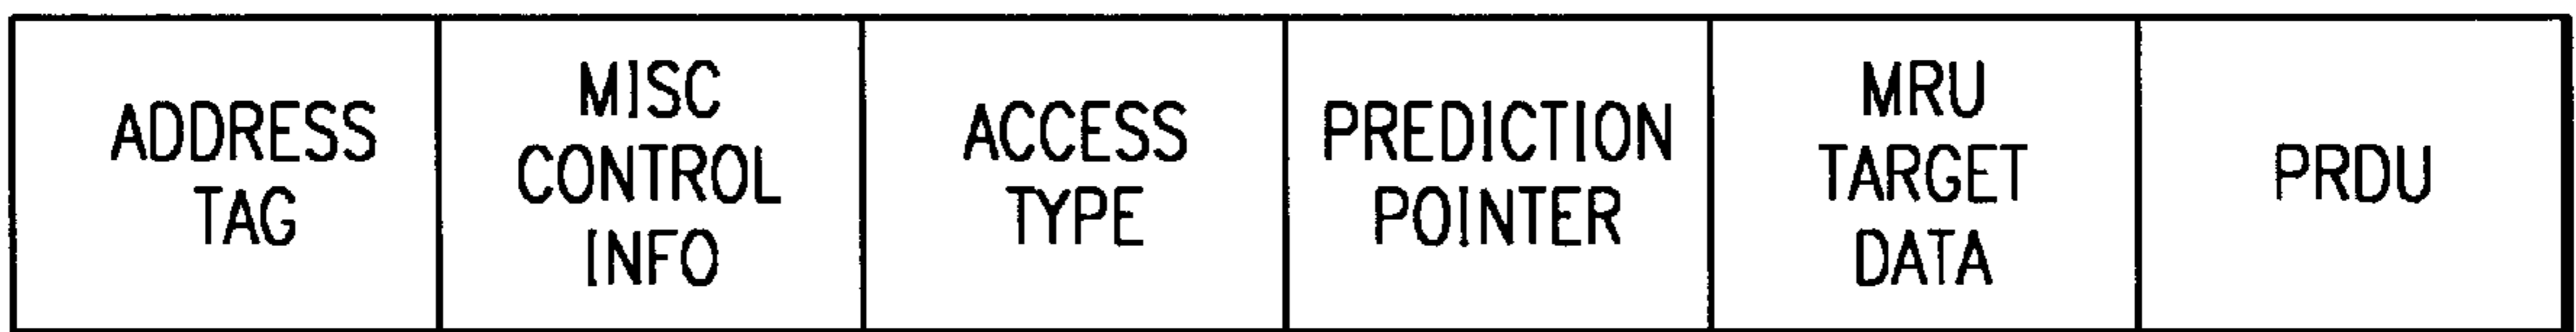 ADDRESS
TAG
MISC
CONTROL
INFO
ACCESS
TYPE
PREDICTION
POINTER
MRU
TARGET
DATA
PRDU